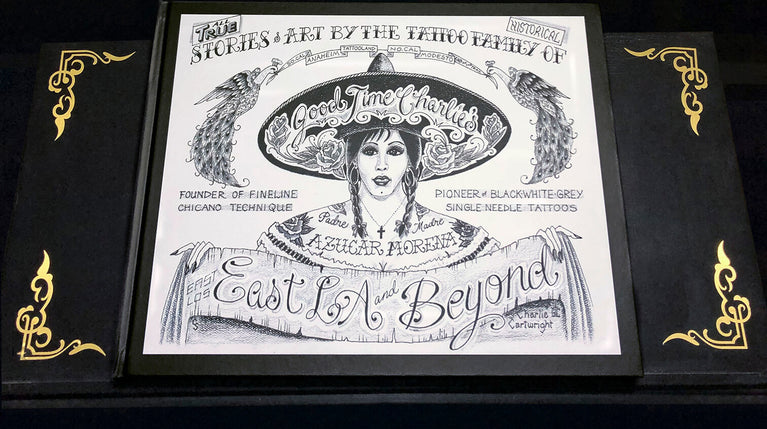 All TRUE
HISTORICAL
STORIES & ART BY THE TATTOO FAMILY OF
SO.CAL ANAHEIM TATTOOLAND NO.CAL MODESTO
Good Time Charlie's
FOUNDER OF FINELINE
CHICANO TECHNIQUE
PIONEER of BLACK·WHITE·GREY
SINGLE NEEDLE TATTOOS
Padre Madre
AZUCAR MORENA
EAS
LOS
East LA and Beyond
Charlie
Cartwright